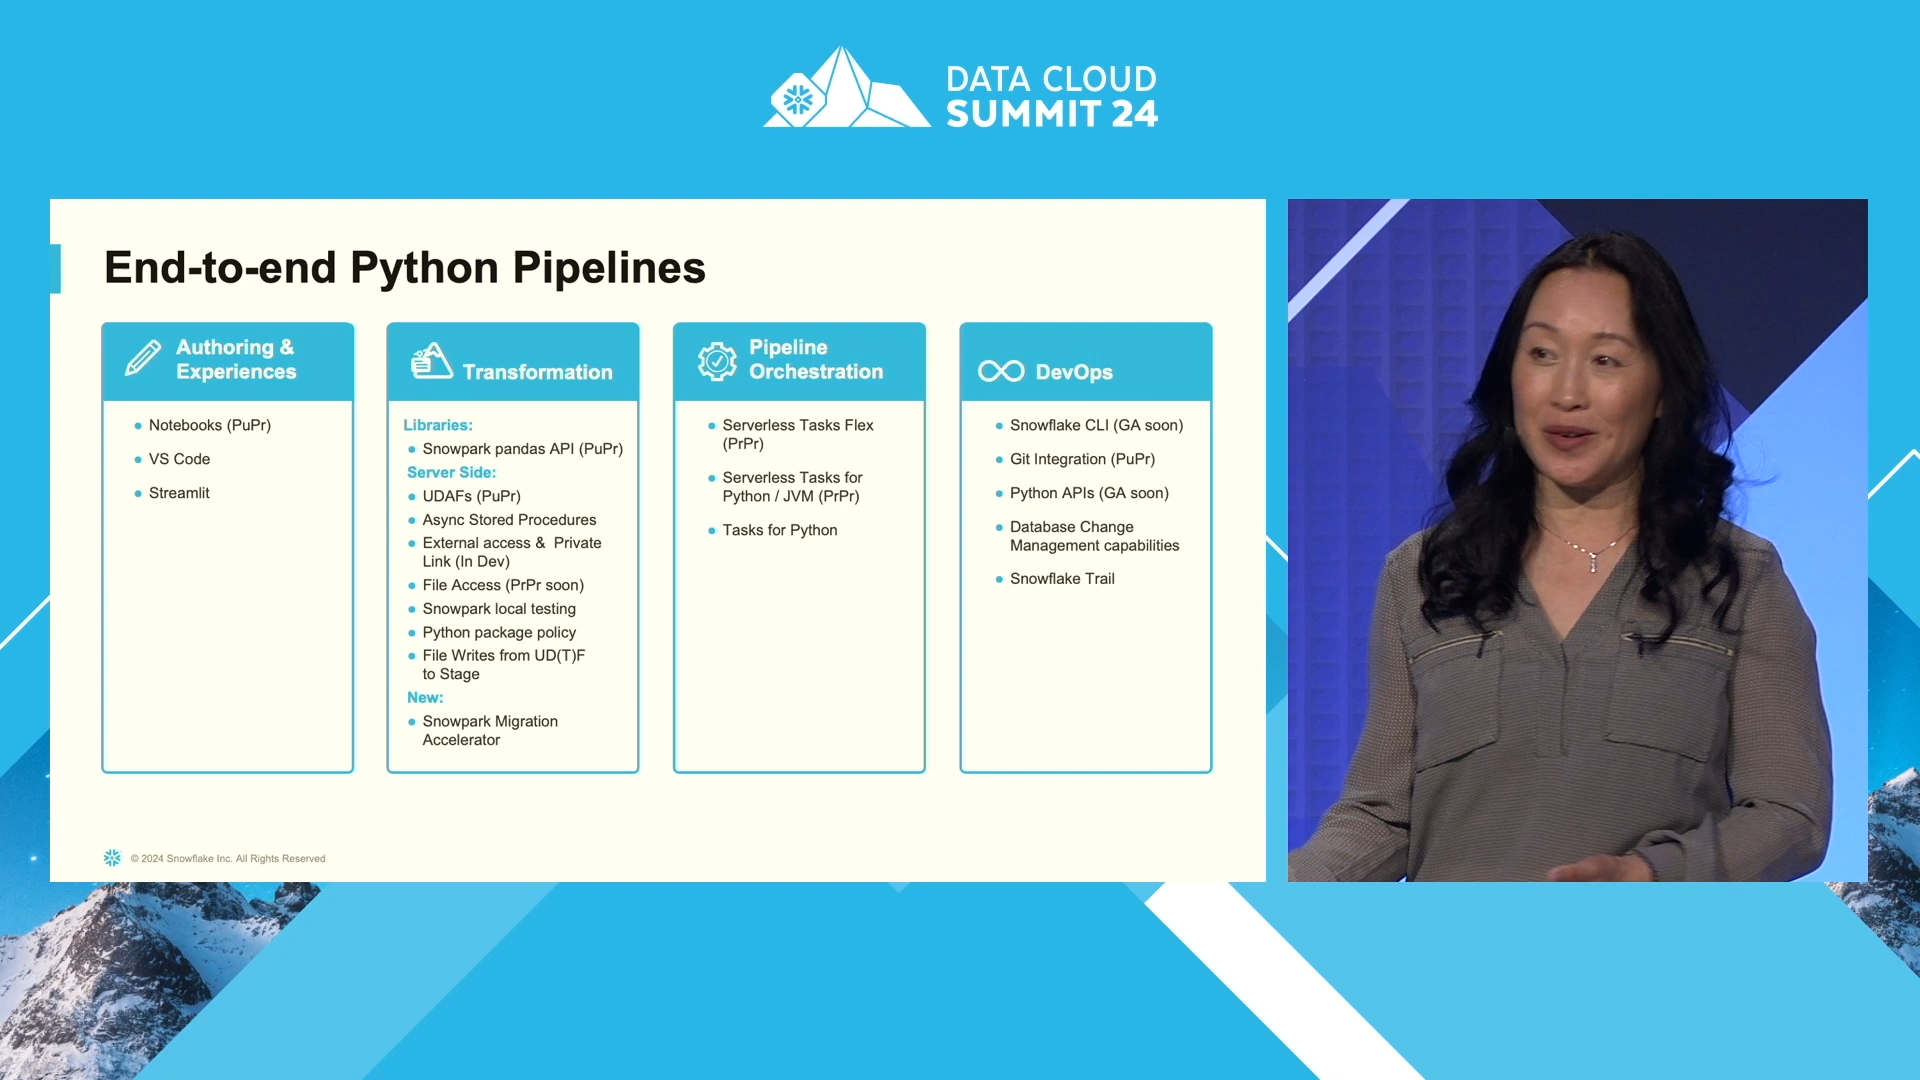 DATA CLOUD
SUMMIT 24
End-to-end Python Pipelines
Authoring &
Experiences
Notebooks (PuPr)
VS Code
Streamlit
Transformation
Libraries:
Snowpark pandas API (PuPr)
Server Side:
UDAFs (PuPr)
Async Stored Procedures
External access & Private
Link (In Dev)
File Access (PrPr soon)
Snowpark local testing
Python package policy
File Writes from UD(T)F
to Stage
New:
Snowpark Migration
Accelerator
Pipeline
Orchestration
Serverless Tasks Flex
(PrPr)
Serverless Tasks for
Python / JVM (PrPr)
Tasks for Python
DevOps
Snowflake CLI (GA soon)
Git Integration (PuPr)
Python APIs (GA soon)
Database Change
Management capabilities
Snowflake Trail
© 2024 Snowflake Inc. All Rights Reserved